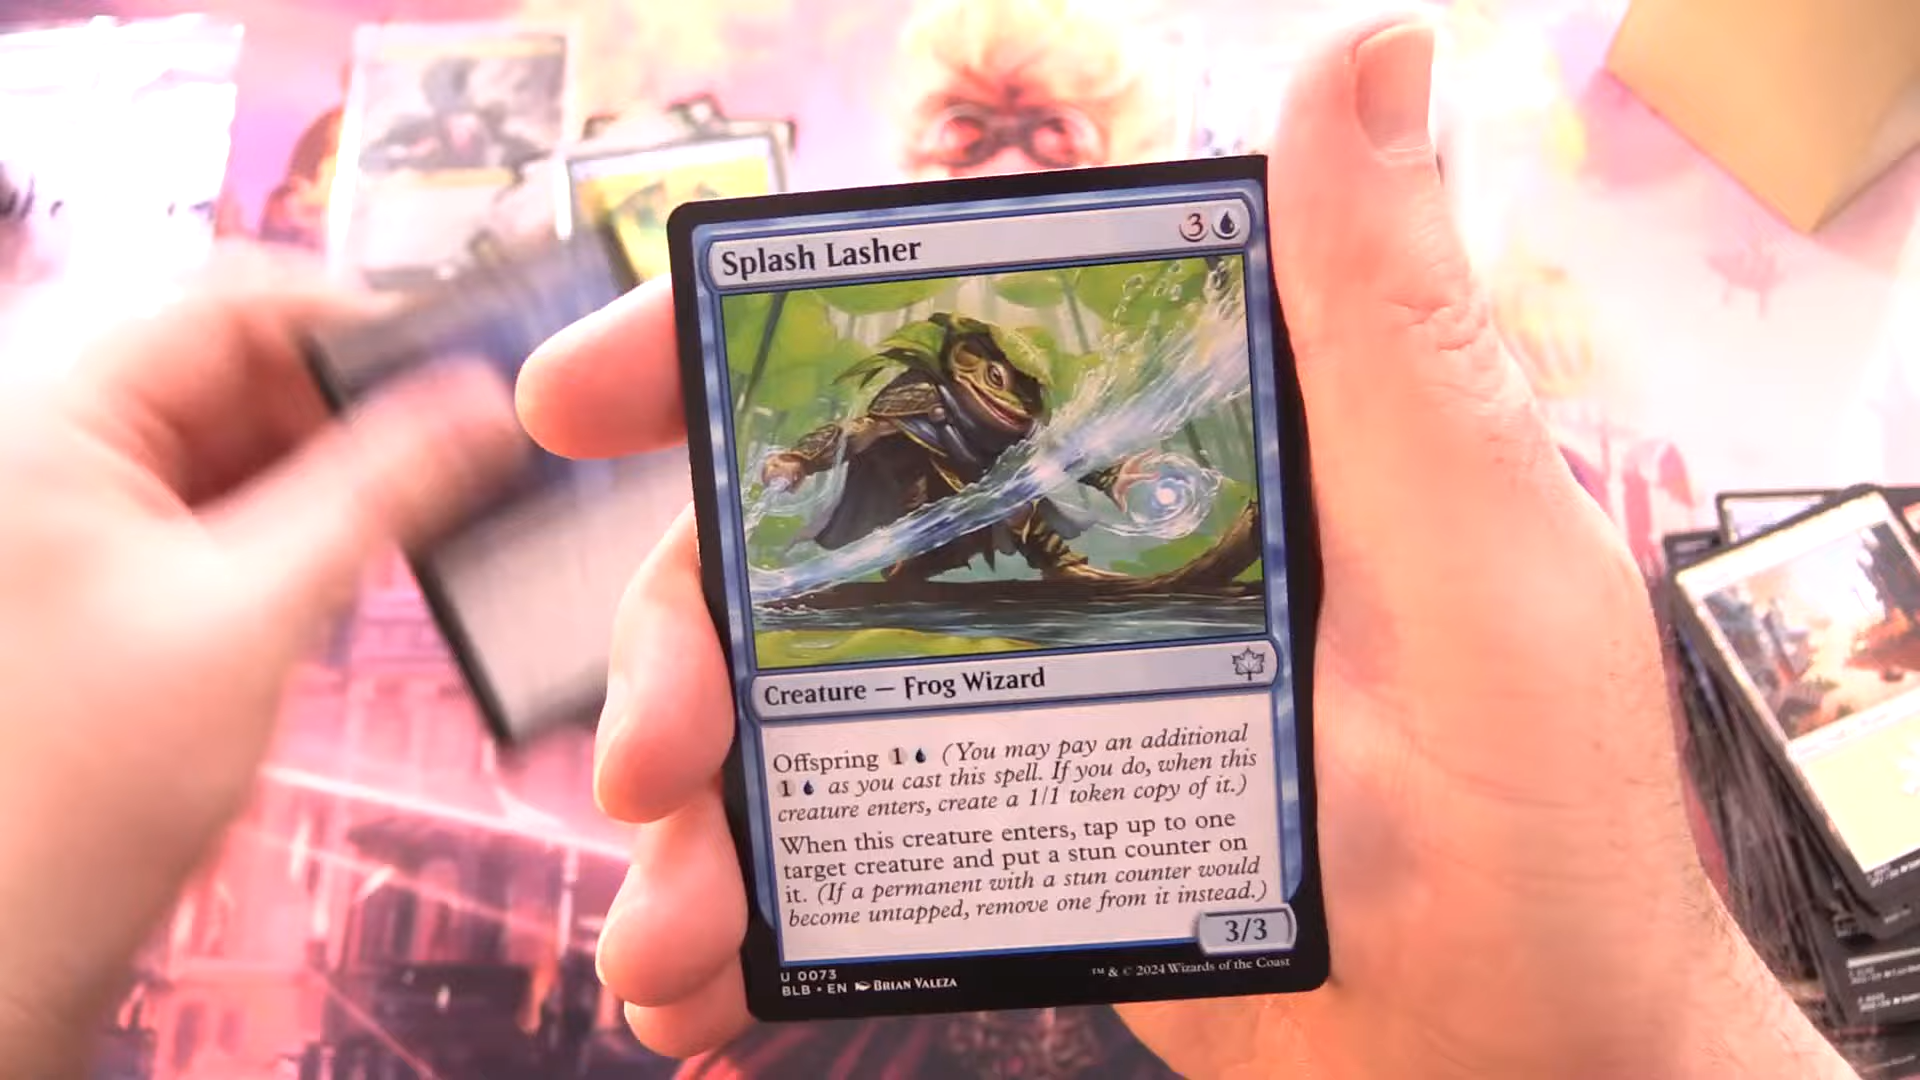 Splash Lasher 3
Creature — Frog Wizard
Offspring 1 (You may pay an additional
1 as you cast this spell. If you do, when this
creature enters, create a 1/1 token copy of it.)
When this creature enters, tap up to one
target creature and put a stun counter on
it. (If a permanent with a stun counter would
become untapped, remove one from it instead.)
3/3
U 0073
BLB • EN BRIAN VALEZA
™ & © 2024 Wizards of the Coast